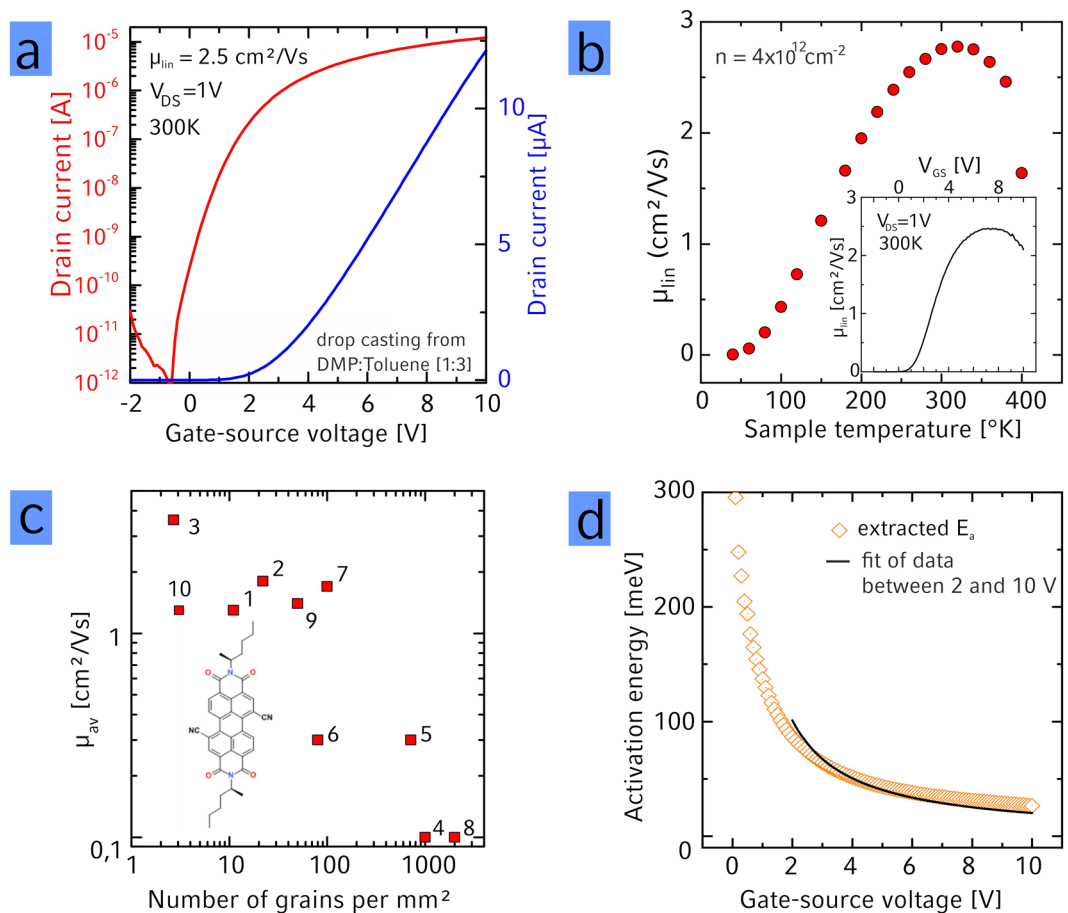 a
10⁻⁵
10⁻⁶
10⁻⁷
10⁻⁸
10⁻⁹
10⁻¹⁰
10⁻¹¹
10⁻¹²
Drain current [A]
μlin = 2.5 cm²/Vs
VDS=1V
300K
drop casting from
DMP:Toluene [1:3]
10
5
0
Drain current [μA]
-2 0 2 4 6 8 10
Gate-source voltage [V]
b
n = 4x10¹²cm⁻²
3
2
1
0
μlin (cm²/Vs)
0 100 200 300 400
Sample temperature [°K]
VGS [V]
0 4 8
VDS=1V
300K
3
2
1
0
μlin [cm²/Vs]
c
1
0,1
μav [cm²/Vs]
3
10
1
2
9
7
6
5
4
8
O
N
O
CN
NC
O
N
O
1 10 100 1000
Number of grains per mm²
d
300
200
100
50
0
Activation energy [meV]
extracted Ea
fit of data
between 2 and 10 V
0 2 4 6 8 10
Gate-source voltage [V]